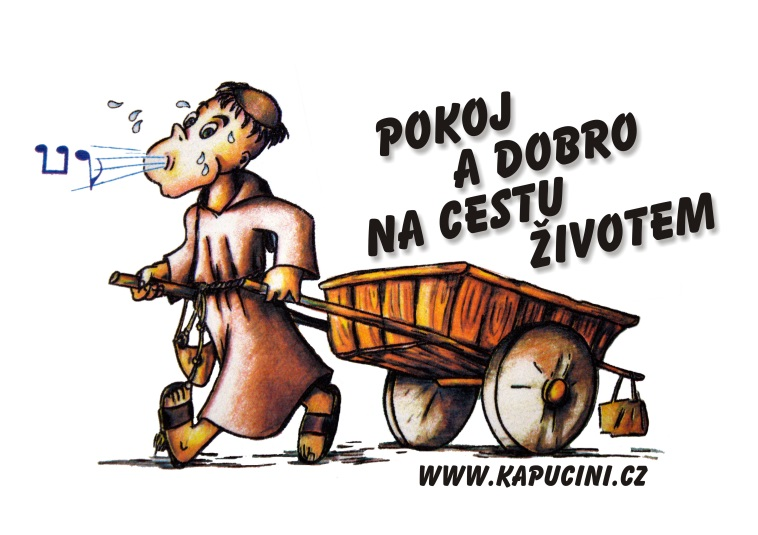 POKOJ
A DOBRO
NA CESTU
ŽIVOTEM
WWW.KAPUCINI.CZ